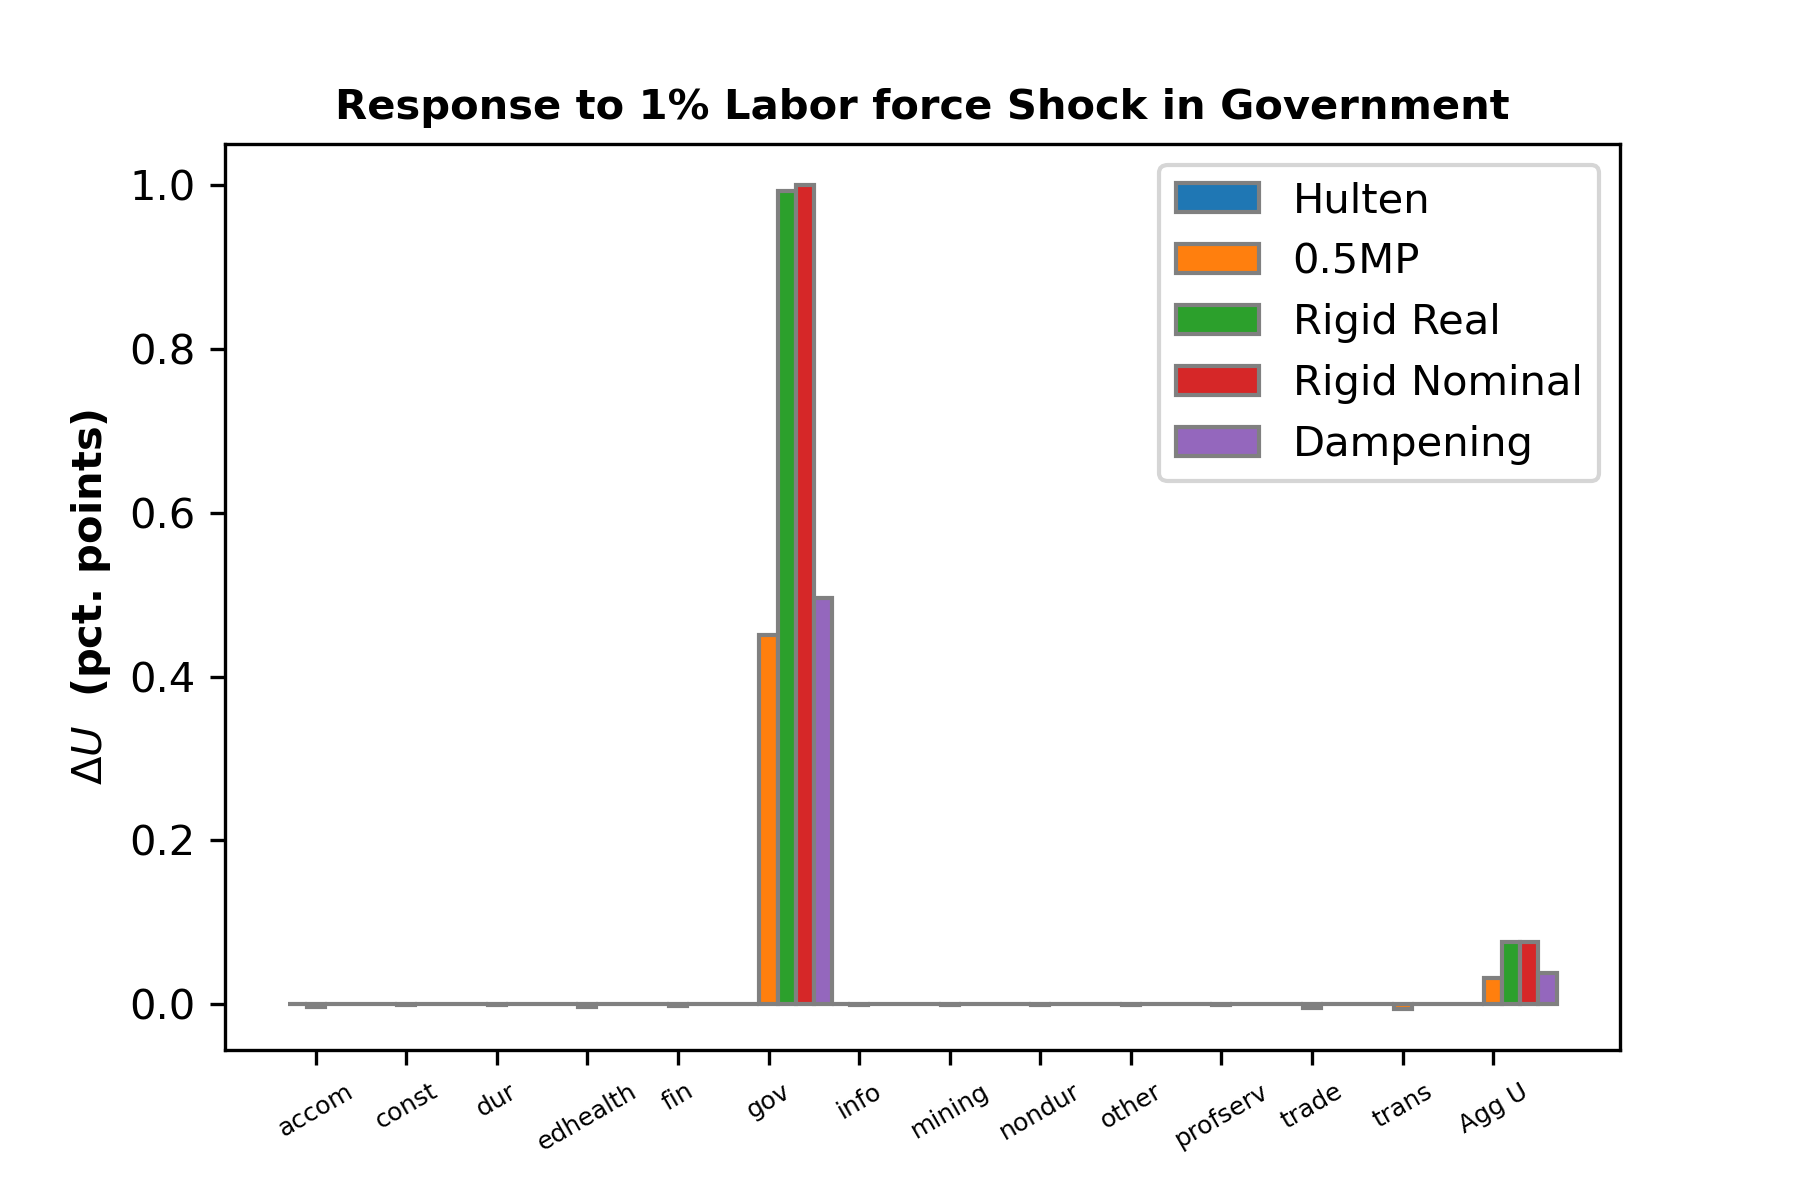 Response to 1% Labor force Shock in Government
ΔU (pct. points)
1.0
0.8
0.6
0.4
0.2
0.0
Hulten
0.5MP
Rigid Real
Rigid Nominal
Dampening
accom
const
dur
edhealth
fin
gov
info
mining
nondur
other
profserv
trade
trans
Agg U